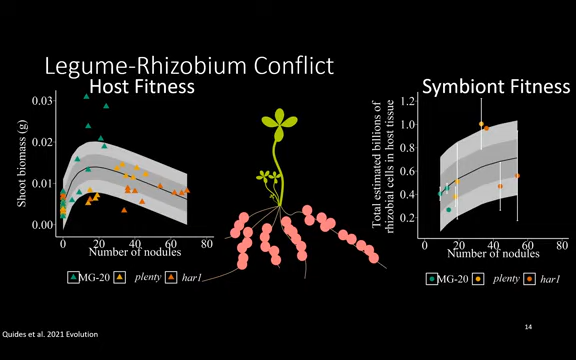 Legume-Rhizobium Conflict
Host Fitness
Symbiont Fitness
Shoot biomass (g)
0.03
0.02
0.01
0.00
0
20
40
60
80
Number of nodules
MG-20
plenty
har1
Total estimated billions of
rhizobial cells in host tissue
1.2
1.0
0.8
0.6
0.4
0.2
0
20
40
60
80
Number of nodules
MG-20
plenty
har1
Quides et al. 2021 Evolution
14